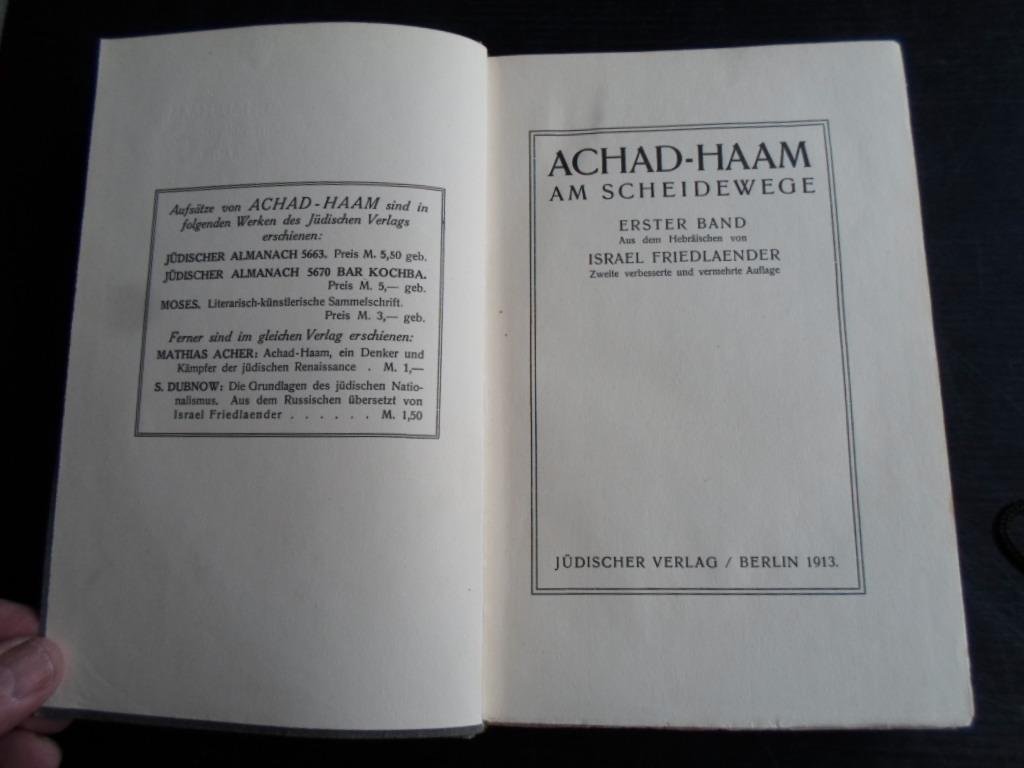 Aufsätze von ACHAD-HAAM sind in
folgenden Werken des Jüdischen Verlags
erschienen:
JÜDISCHER ALMANACH 5663. Preis M. 5,50 geb.
JÜDISCHER ALMANACH 5670 BAR KOCHBA.
Preis M. 5,— geb.
MOSES. Literarisch-künstlerische Sammelschrift.
Preis M. 3,— geb.
Ferner sind im gleichen Verlag erschienen:
MATHIAS ACHER: Achad-Haam, ein Denker und
Kämpfer der jüdischen Renaissance . M. 1,—
S. DUBNOW: Die Grundlagen des jüdischen Natio-
nalismus. Aus dem Russischen übersetzt von
Israel Friedlaender . . . . . . M. 1,50
ACHAD-HAAM
AM SCHEIDEWEGE
ERSTER BAND
Aus dem Hebräischen von
ISRAEL FRIEDLAENDER
Zweite verbesserte und vermehrte Auflage
JÜDISCHER VERLAG / BERLIN 1913.